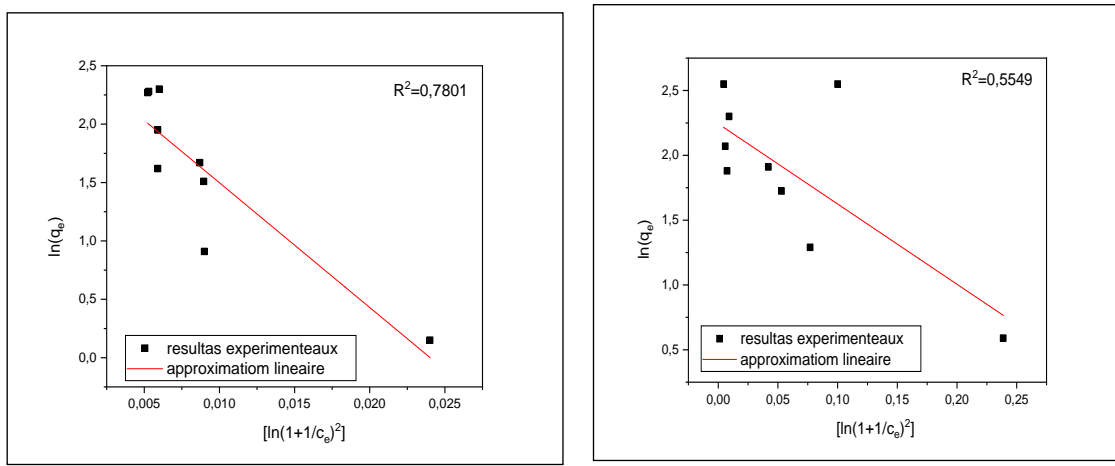 2,5
2,0
1,5
1,0
0,5
0,0
0,005
0,010
0,015
0,020
0,025
ln(qe)
[ln(1+1/ce)²]
R²=0,7801
resultas experimenteaux
approximatiom lineaire
2,5
2,0
1,5
1,0
0,5
0,00
0,05
0,10
0,15
0,20
0,25
ln(qe)
[ln(1+1/ce)²]
R²=0,5549
resultas experimenteaux
approximatiom lineaire